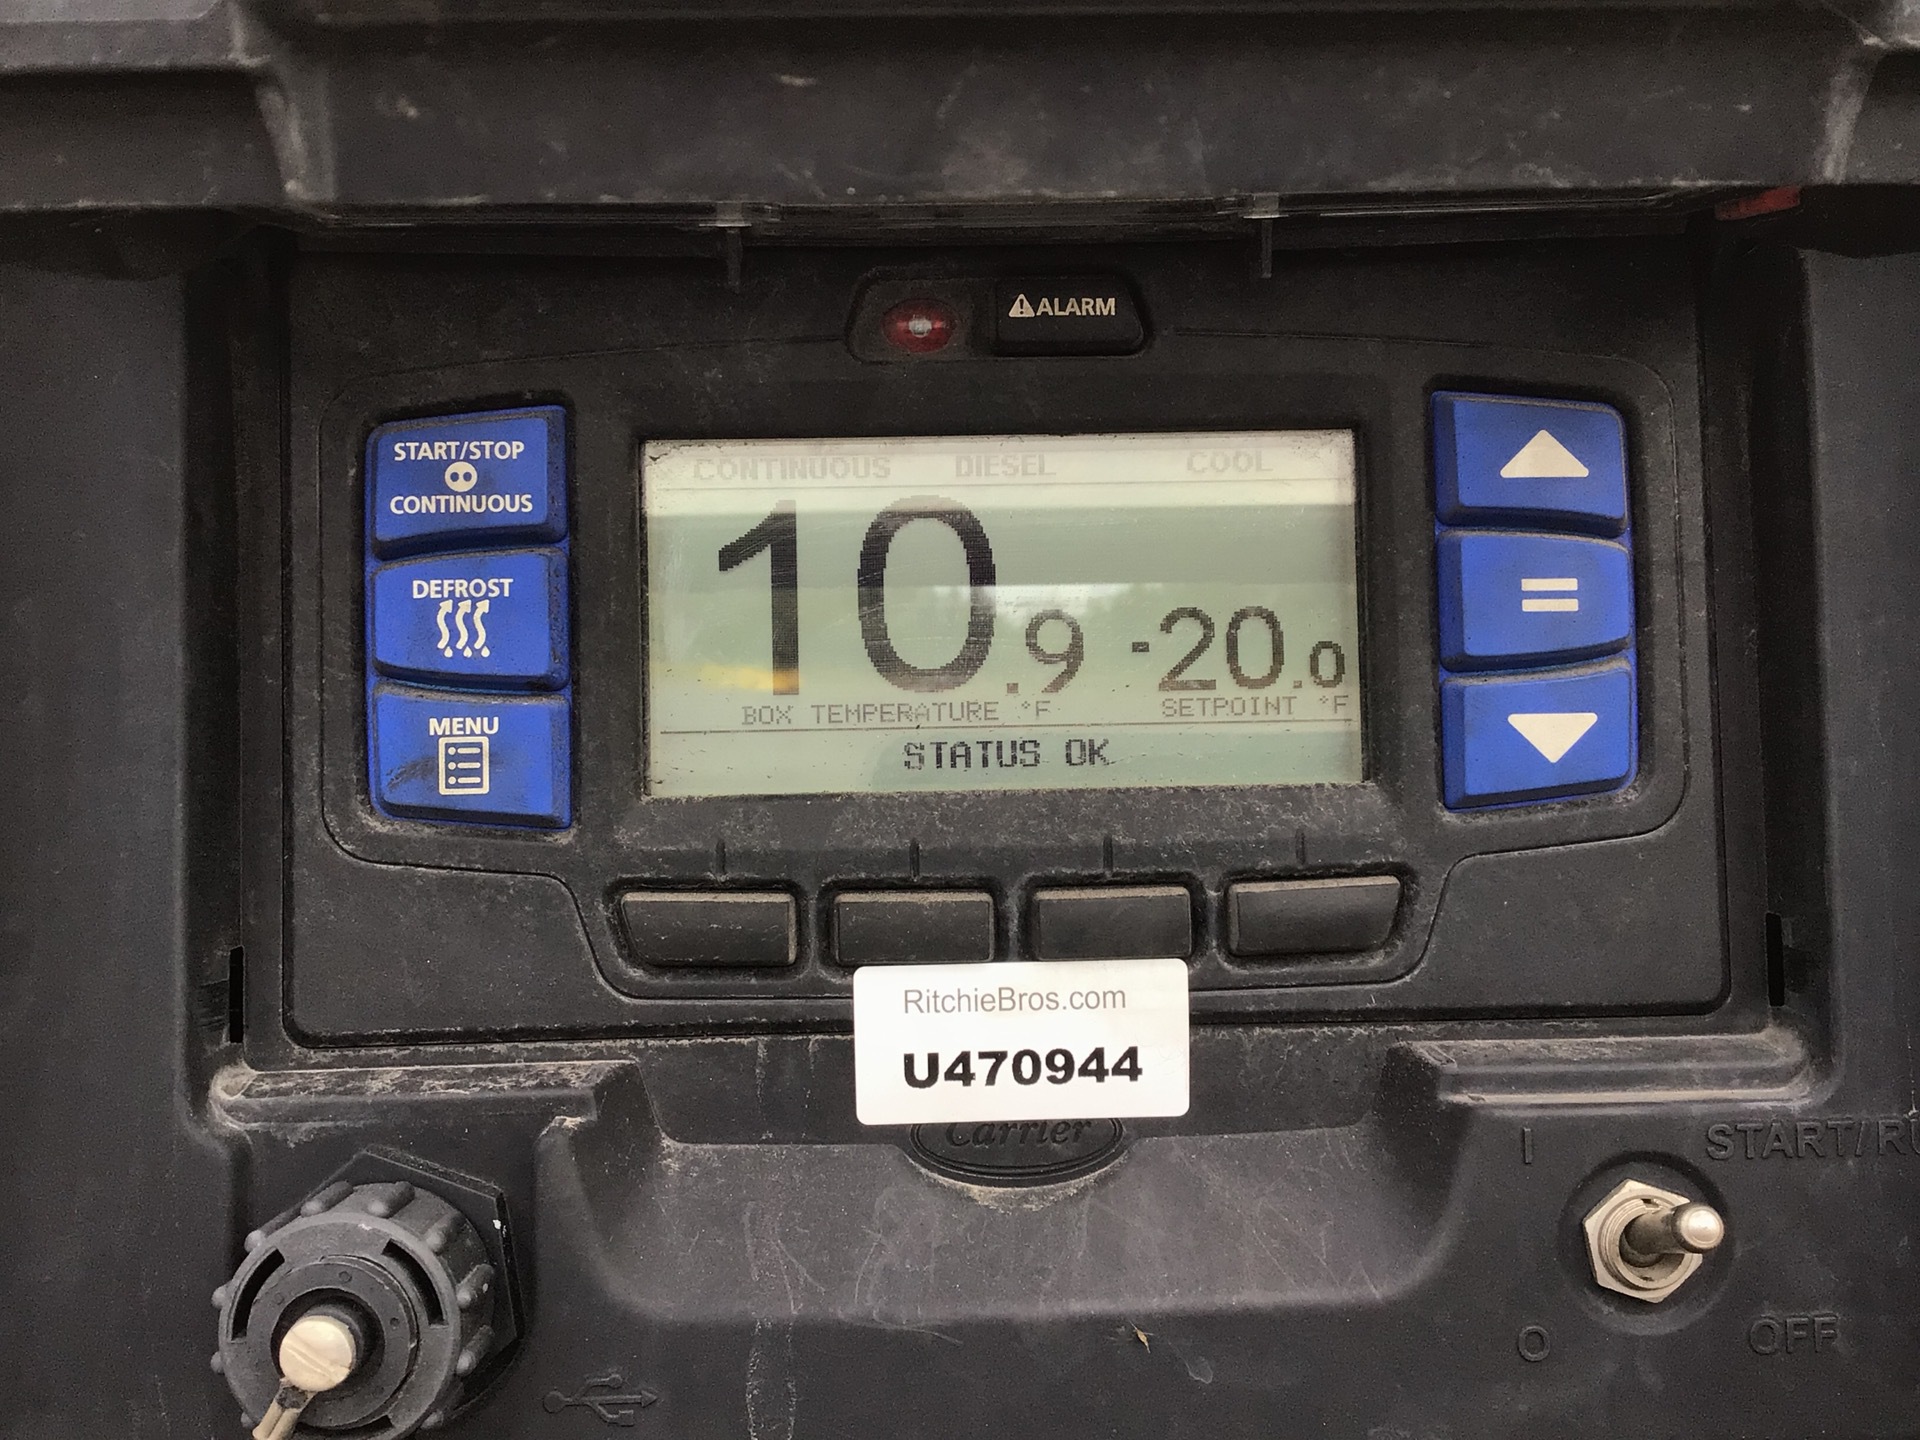 ALARM
START/STOP
CONTINUOUS
DEFROST
MENU
CONTINUOUS DIESEL COOL
10.9 -20.0
BOX TEMPERATURE °F SETPOINT °F
STATUS OK
=
RitchieBros.com
U470944
Carrier
I START/RU
O OFF